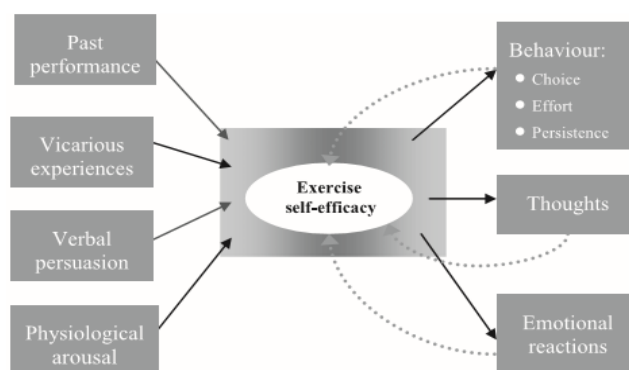 Past
performance
Vicarious
experiences
Verbal
persuasion
Physiological
arousal
Exercise
self-efficacy
Behaviour:
● Choice
● Effort
● Persistence
Thoughts
Emotional
reactions